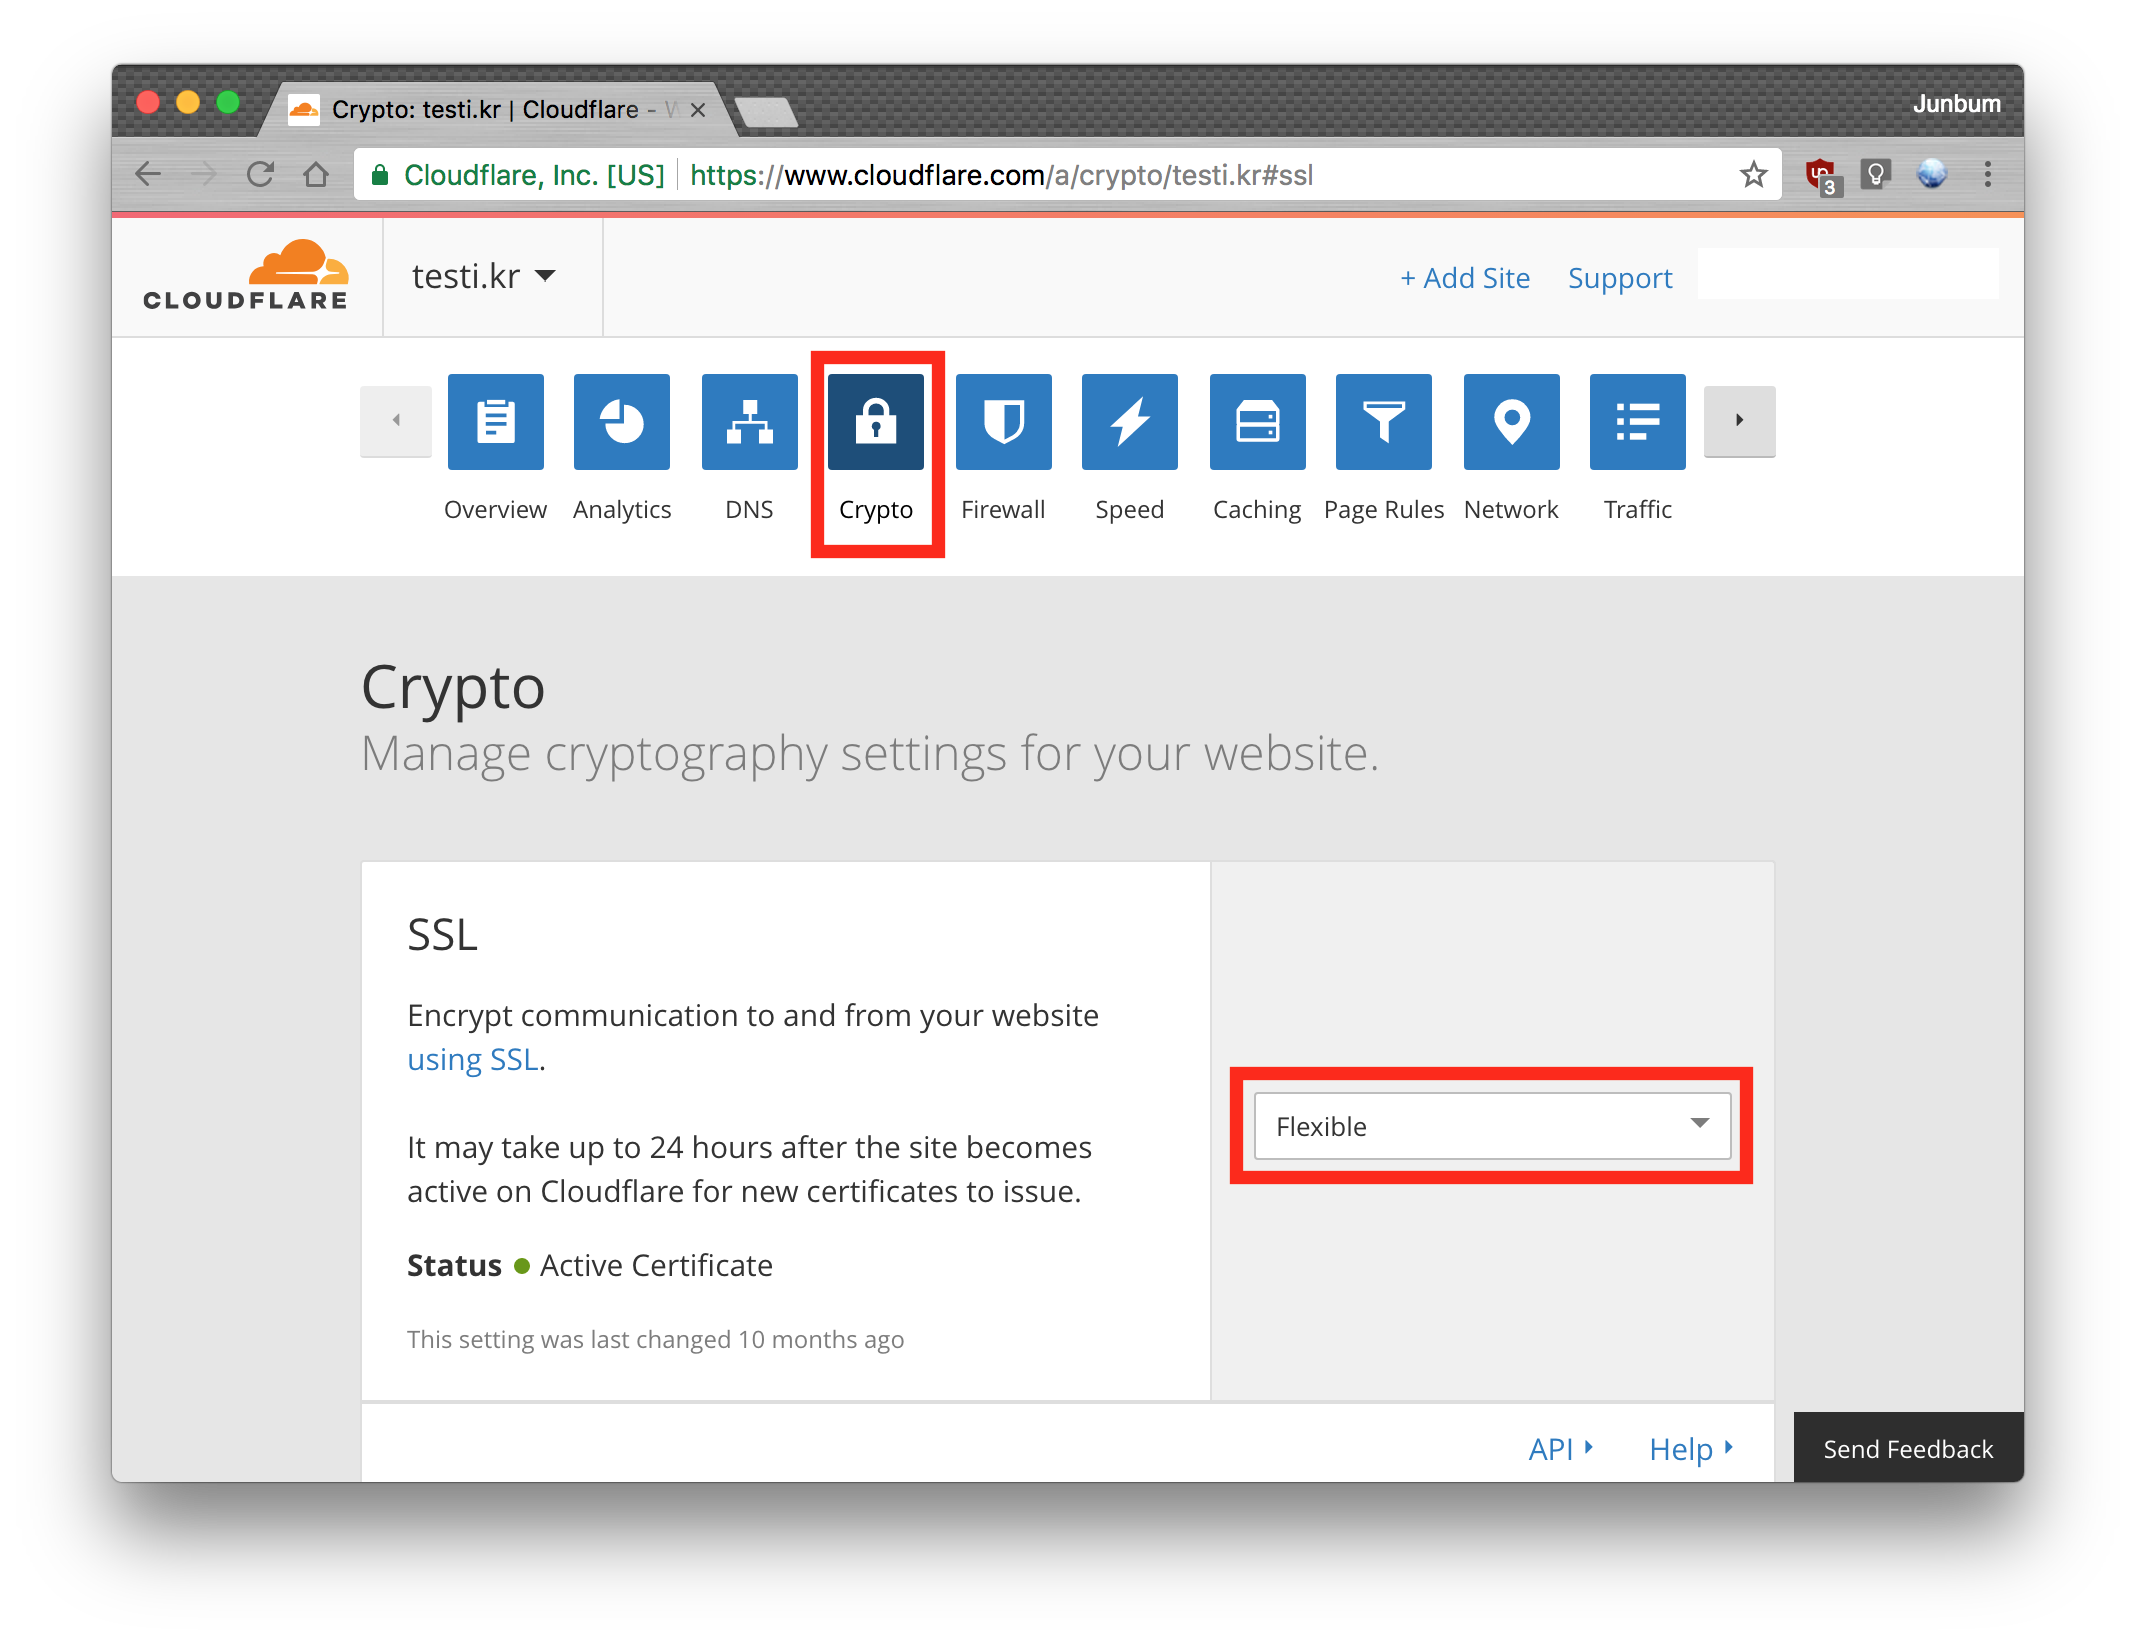 Crypto: testi.kr | Cloudflare - W
Junbum
Cloudflare, Inc. [US] https://www.cloudflare.com/a/crypto/testi.kr#ssl
3
CLOUDFLARE
testi.kr
+ Add Site Support
Overview Analytics DNS Crypto Firewall Speed Caching Page Rules Network Traffic
Crypto
Manage cryptography settings for your website.
SSL
Encrypt communication to and from your website
using SSL.
It may take up to 24 hours after the site becomes
active on Cloudflare for new certificates to issue.
Status Active Certificate
This setting was last changed 10 months ago
Flexible
API Help
Send Feedback